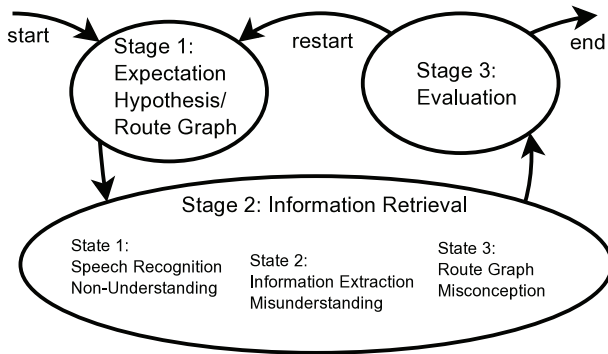 start
Stage 1:
Expectation
Hypothesis/
Route Graph
restart
Stage 3:
Evaluation
end
Stage 2: Information Retrieval
State 1:
Speech Recognition
Non-Understanding
State 2:
Information Extraction
Misunderstanding
State 3:
Route Graph
Misconception